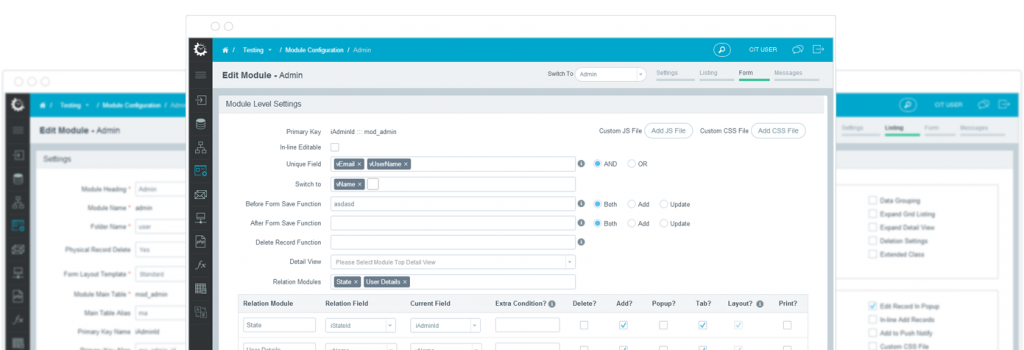 Testing / Module Configuration / Admin
CIT USER
Edit Module - Admin
Switch To Admin
Settings Listing Form Messages
Module Level Settings
Primary Key iAdminId :: mod_admin
Custom JS File Add JS File Custom CSS File Add CSS File
In-line Editable
Unique Field vEmail × vUserName × AND OR
Switch to vName ×
Before Form Save Function asdasd Both Add Update
After Form Save Function Both Add Update
Delete Record Function
Detail View Please Select Module Top Detail View
Relation Modules State × User Details ×
Relation Module Relation Field Current Field Extra Condition? Delete? Add? Popup? Tab? Layout? Print?
State iStateId iAdminId
User Details vName vName
Testing / Module Configuration / Admin
Edit Module - Admin
Settings
Module Heading * Admin
Module Name * admin
Folder Name * user
Physical Record Delete Yes
Form Layout Template * Standard
Module Main Table * mod_admin
Main Table Alias ma
Primary Key Name iAdminId
CIT USER
Settings Listing Form Messages
Data Grouping
Expand Grid Listing
Expand Detail View
Deletion Settings
Extended Class
Edit Record In Popup
In-line Add Records
Add to Push Notify
Custom CSS File